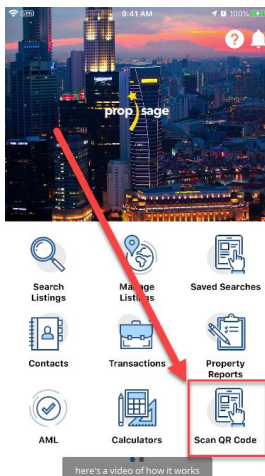 VPN 9:41 AM 100%
?
prop sage
Search
Listings
Manage
Listings
Saved Searches
Contacts
Transactions
Property
Reports
AML
Calculators
Scan QR Code
here's a video of how it works